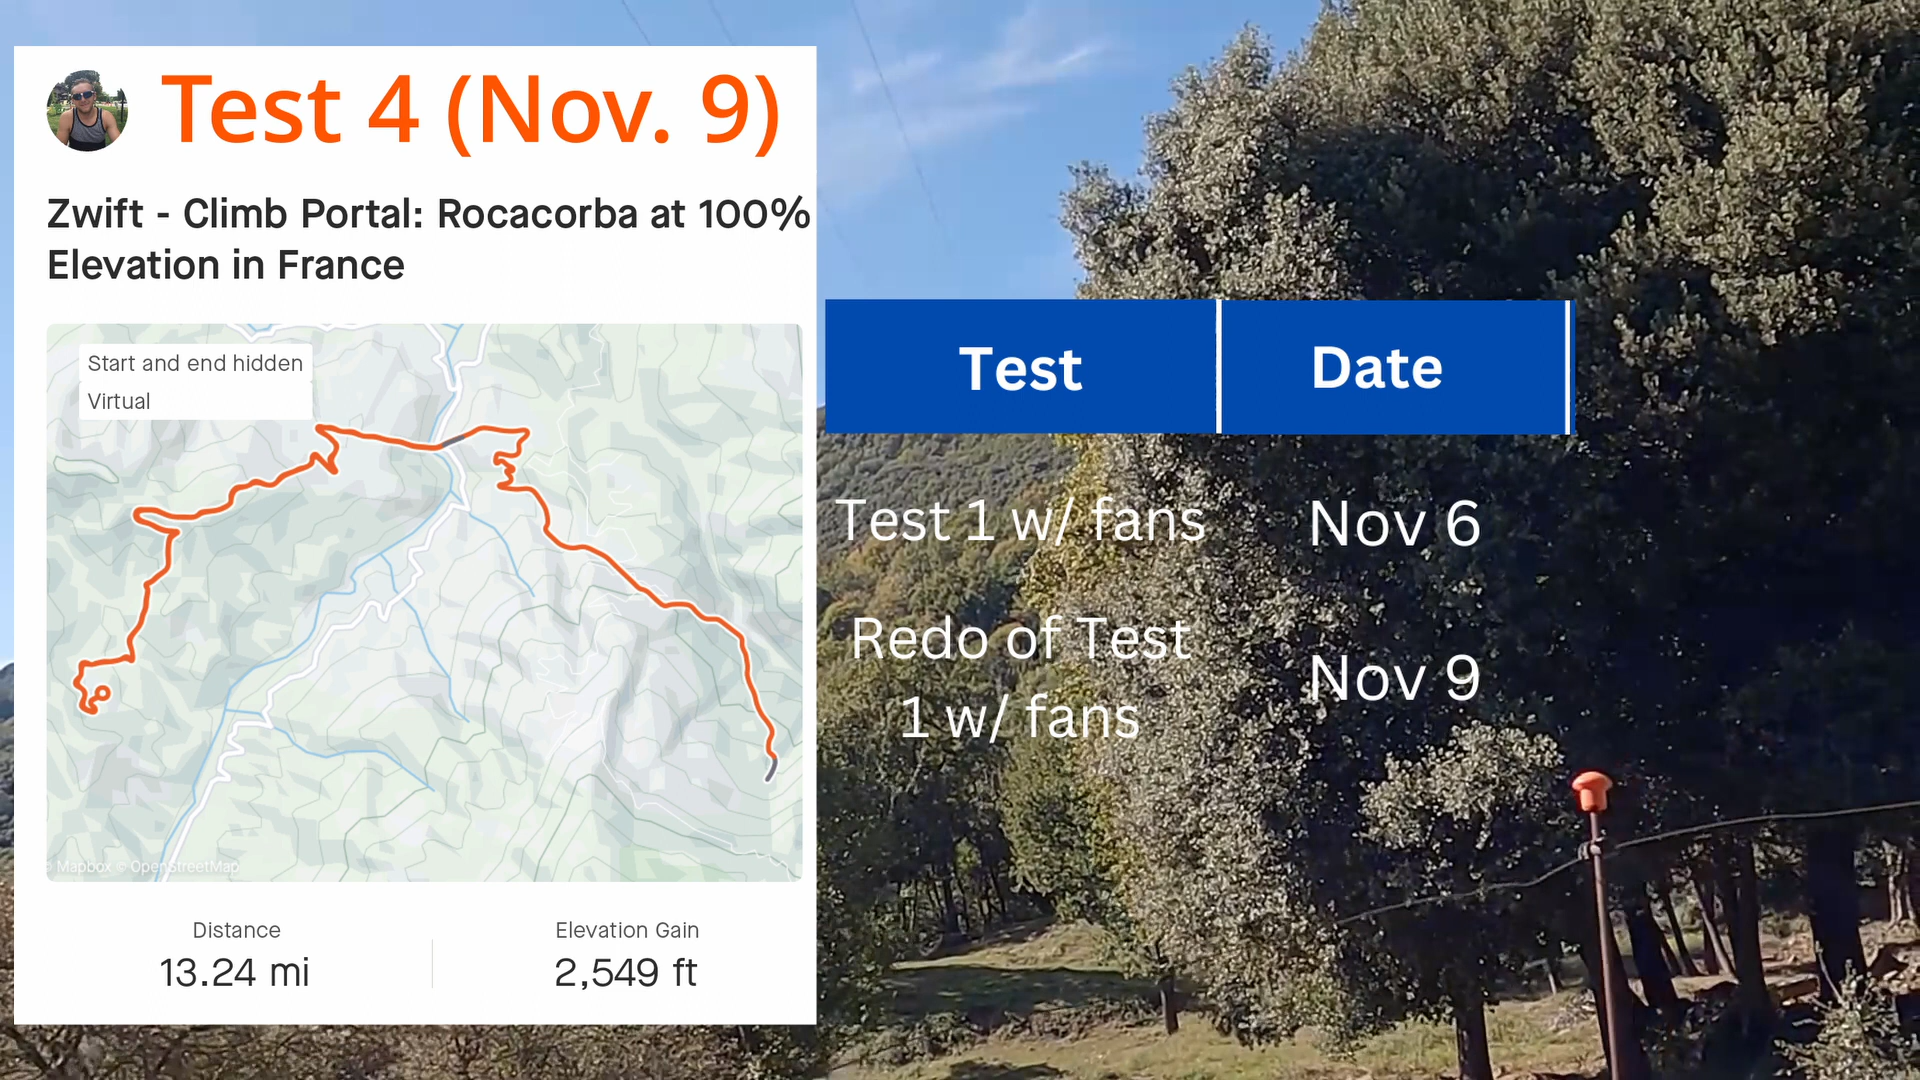 Test 4 (Nov. 9)
Zwift - Climb Portal: Rocacorba at 100%
Elevation in France
Start and end hidden
Virtual
Mapbox © OpenStreetMap
Distance
13.24 mi
Elevation Gain
2,549 ft
Test
Date
Test 1 w/ fans
Nov 6
Redo of Test
1 w/ fans
Nov 9